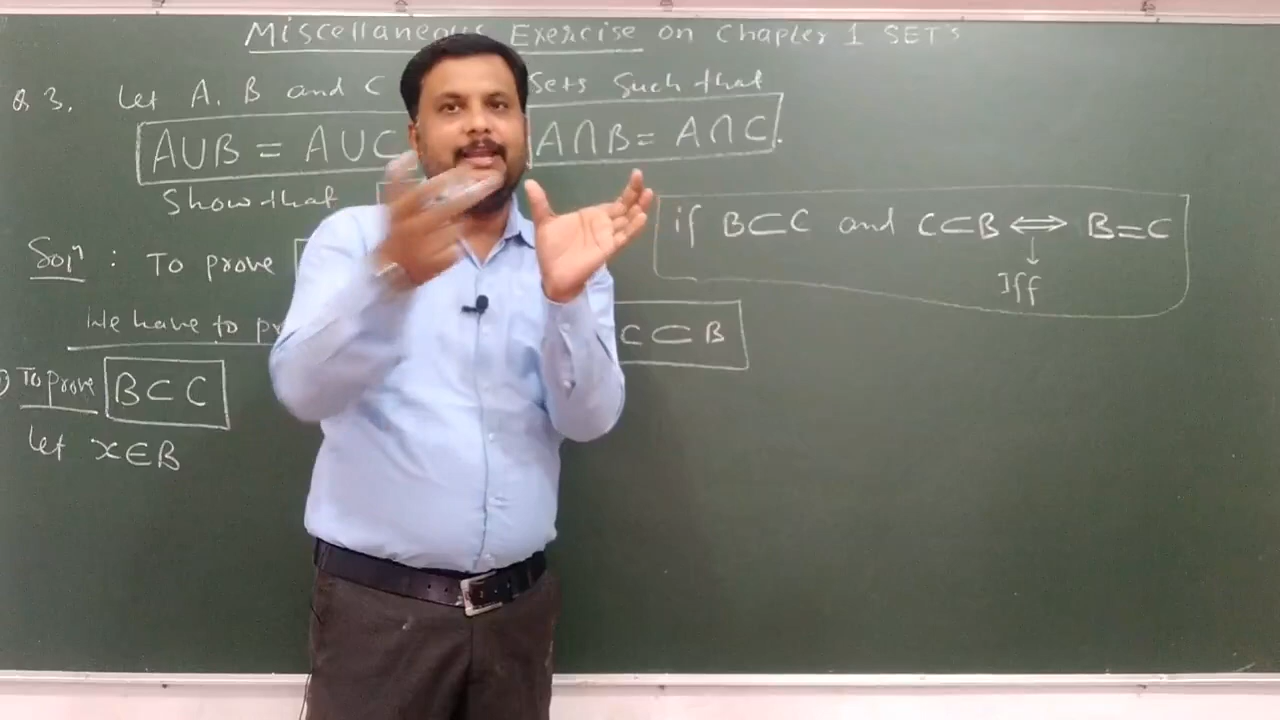 Miscellaneous Exercise on Chapter 1 SETS
Q 3. Let A, B and C Sets Such that
A∪B = A∪C A∩B = A∩C.
Show that
if B⊂C and C⊂B ⇔ B=C
↓
Iff
Solⁿ : To prove
We have to pr C⊂B
To prove B⊂C
Let x∈B